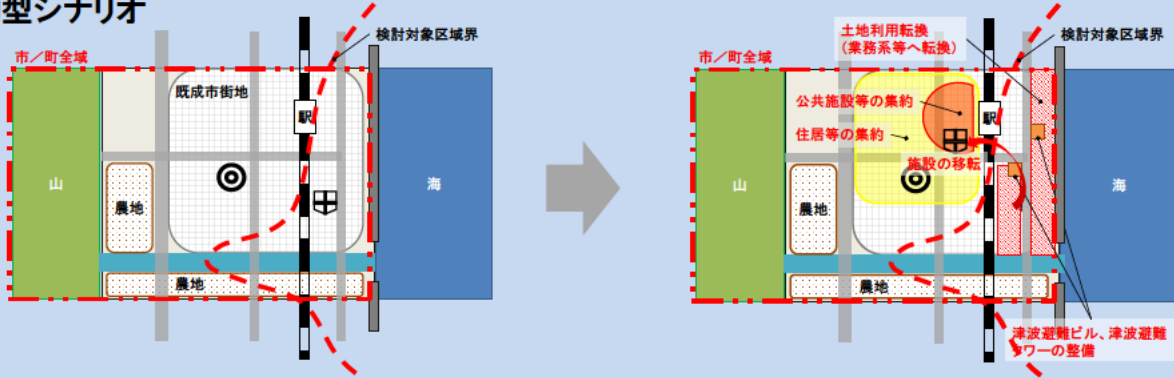 型シナリオ
市／町全域
検討対象区域界
既成市街地
駅
山
海
農地
農地
土地利用転換
（業務系等へ転換）
検討対象区域界
市／町全域
公共施設等の集約
駅
住居等の集約
施設の移転
山
海
農地
農地
津波避難ビル、津波避難
タワーの整備